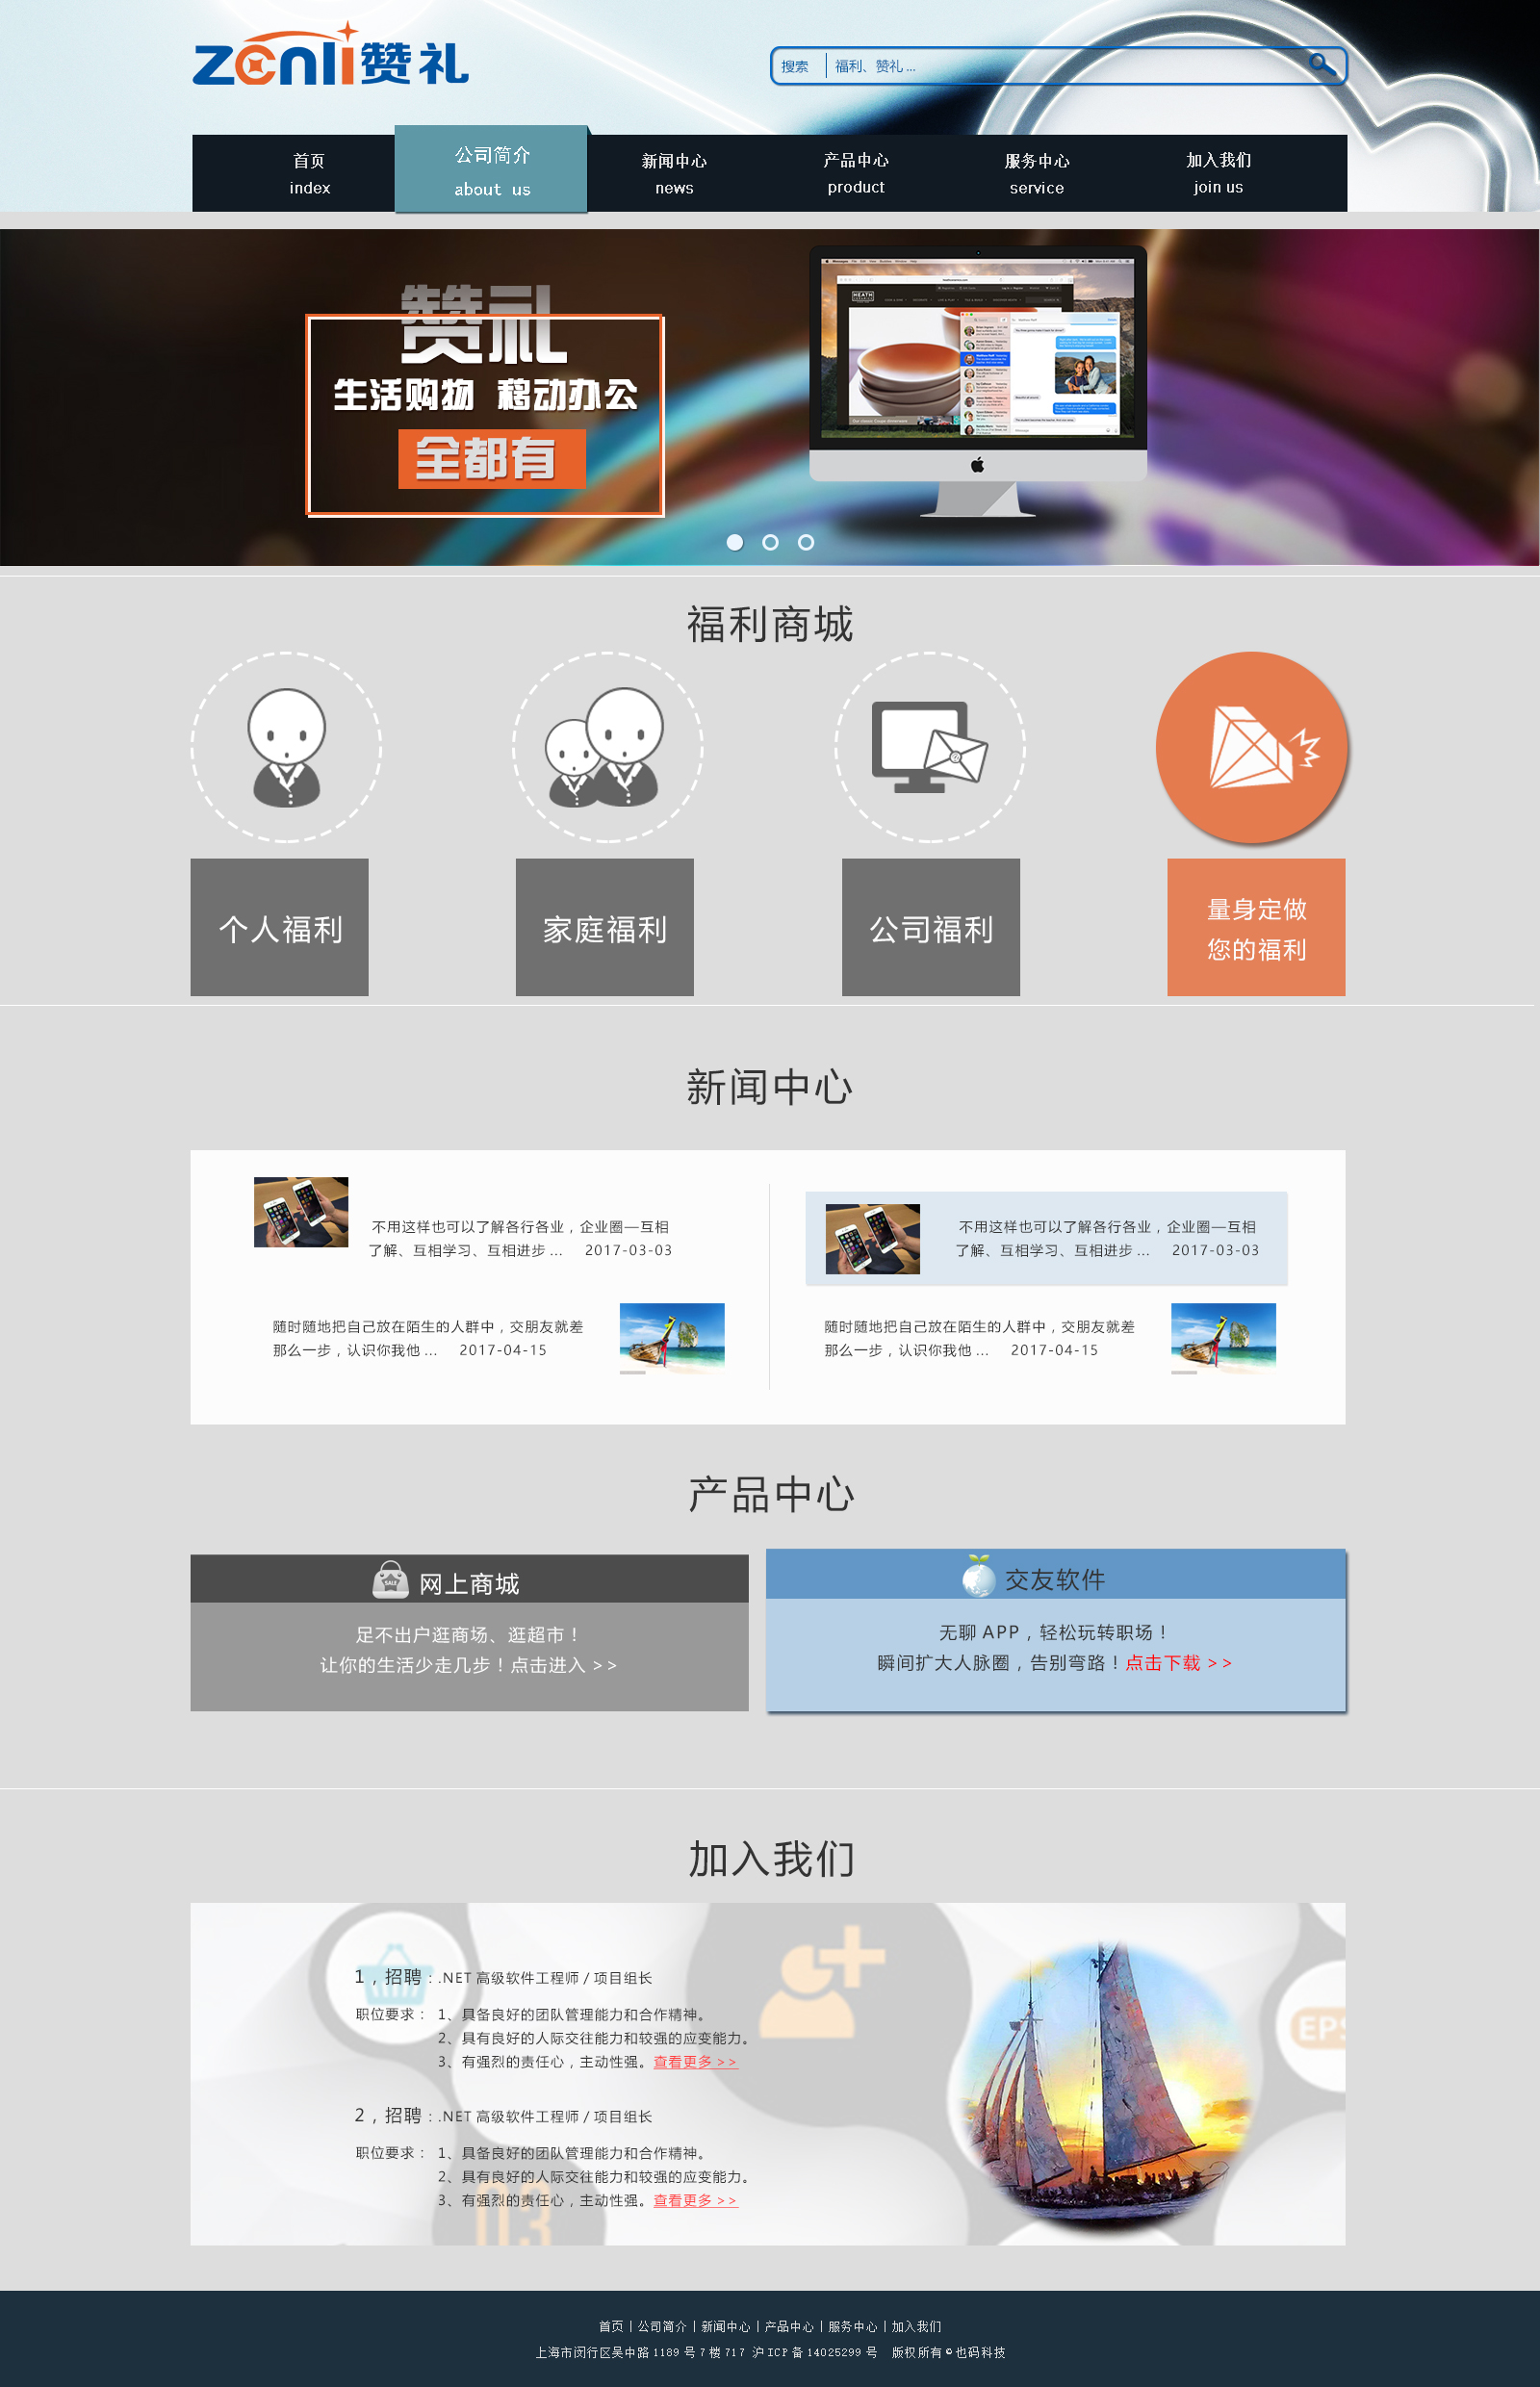 zenli赞礼
搜索 福利、赞礼 ...
首页 公司简介 新闻中心 产品中心 服务中心 加入我们
index about us news product service join us
赞礼
生活购物 移动办公
全都有
福利商城
个人福利
家庭福利
公司福利
量身定做
您的福利
新闻中心
不用这样也可以了解各行各业，企业圈—互相
了解、互相学习、互相进步 ... 2017-03-03
随时随地把自己放在陌生的人群中，交朋友就差
那么一步，认识你我他 ... 2017-04-15
不用这样也可以了解各行各业，企业圈—互相
了解、互相学习、互相进步 ... 2017-03-03
随时随地把自己放在陌生的人群中，交朋友就差
那么一步，认识你我他 ... 2017-04-15
产品中心
SALE
网上商城
足不出户逛商场、逛超市！
让你的生活少走几步！点击进入 >>
交友软件
无聊 APP，轻松玩转职场！
瞬间扩大人脉圈，告别弯路！点击下载 >>
加入我们
1，招聘：.NET 高级软件工程师 / 项目组长
职位要求： 1、具备良好的团队管理能力和合作精神。
2、具有良好的人际交往能力和较强的应变能力。
3、有强烈的责任心，主动性强。查看更多 >>
2，招聘：.NET 高级软件工程师 / 项目组长
职位要求： 1、具备良好的团队管理能力和合作精神。
2、具有良好的人际交往能力和较强的应变能力。
3、有强烈的责任心，主动性强。查看更多 >>
03
EPS
首页 | 公司简介 | 新闻中心 | 产品中心 | 服务中心 | 加入我们
上海市闵行区吴中路 1189 号 7 楼 717 沪 ICP 备 14025299 号 版权所有 © 也码科技